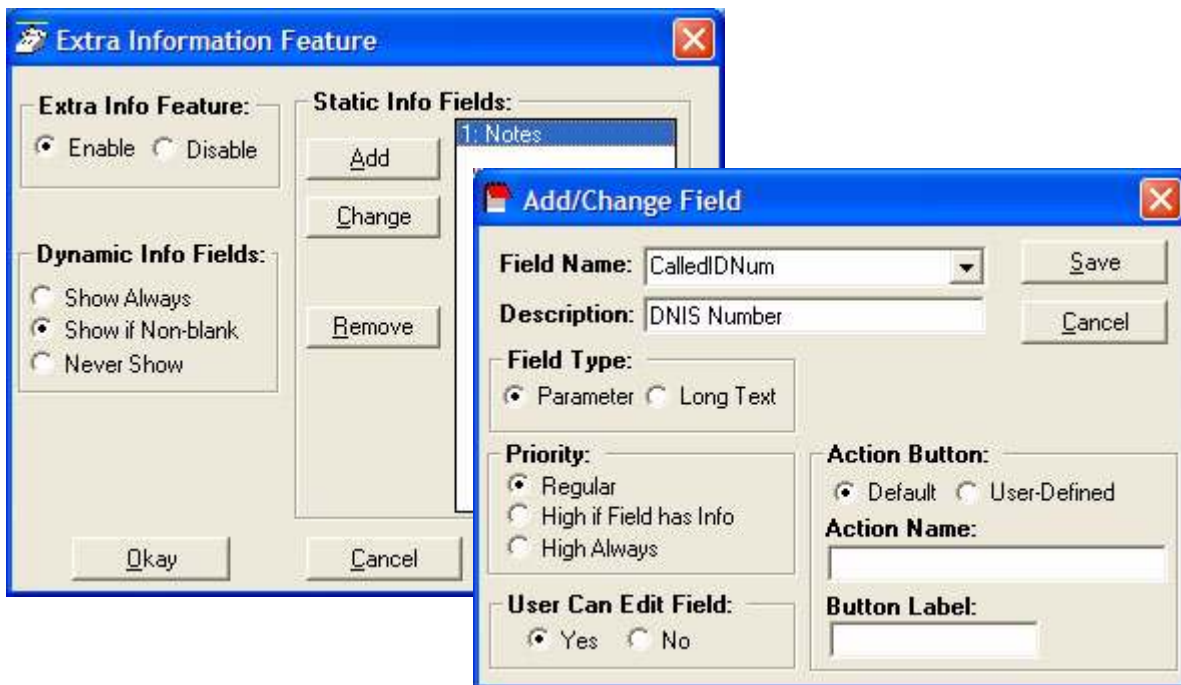 Extra Information Feature
Extra Info Feature:
Enable Disable
Dynamic Info Fields:
Show Always
Show if Non-blank
Never Show
Static Info Fields:
Add
Change
Remove
1: Notes
Okay
Cancel
Add/Change Field
Field Name: CalledIDNum
Description: DNIS Number
Save
Cancel
Field Type:
Parameter Long Text
Priority:
Regular
High if Field has Info
High Always
User Can Edit Field:
Yes No
Action Button:
Default User-Defined
Action Name:
Button Label: